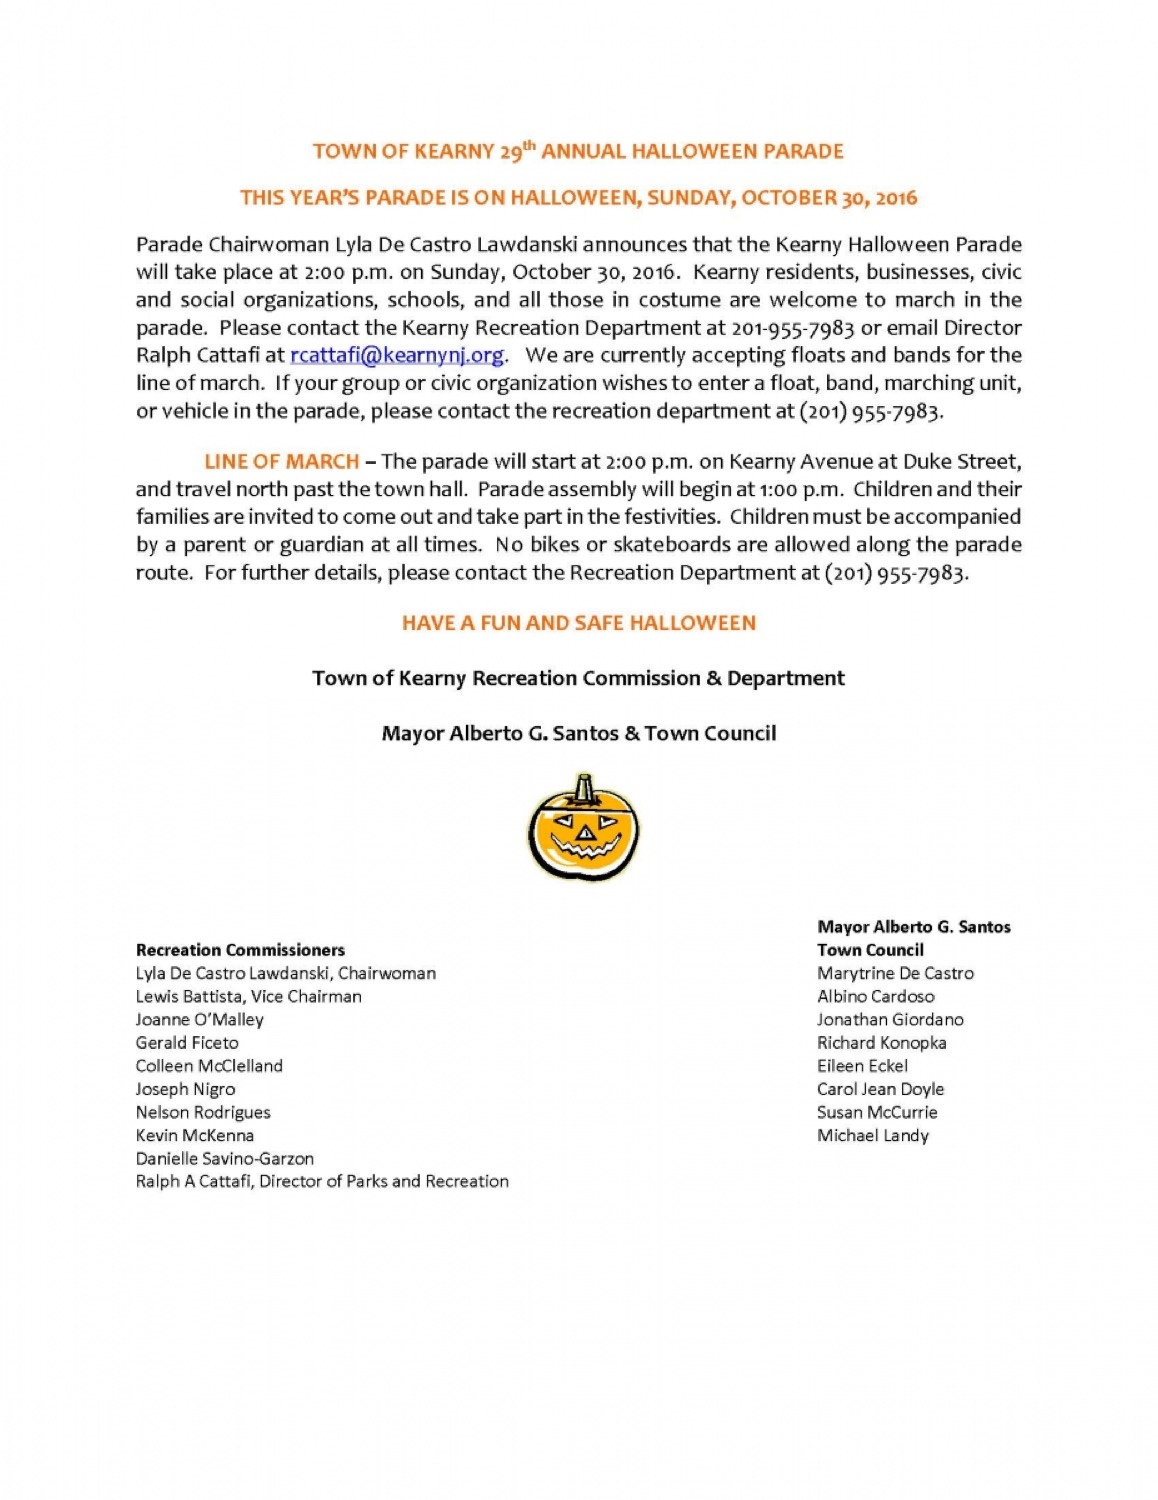 TOWN OF KEARNY 29th ANNUAL HALLOWEEN PARADE
THIS YEAR'S PARADE IS ON HALLOWEEN, SUNDAY, OCTOBER 30, 2016
Parade Chairwoman Lyla De Castro Lawdanski announces that the Kearny Halloween Parade
will take place at 2:00 p.m. on Sunday, October 30, 2016. Kearny residents, businesses, civic
and social organizations, schools, and all those in costume are welcome to march in the
parade. Please contact the Kearny Recreation Department at 201-955-7983 or email Director
Ralph Cattafi at rcattafi@kearnynj.org. We are currently accepting floats and bands for the
line of march. If your group or civic organization wishes to enter a float, band, marching unit,
or vehicle in the parade, please contact the recreation department at (201) 955-7983.
LINE OF MARCH – The parade will start at 2:00 p.m. on Kearny Avenue at Duke Street,
and travel north past the town hall. Parade assembly will begin at 1:00 p.m. Children and their
families are invited to come out and take part in the festivities. Children must be accompanied
by a parent or guardian at all times. No bikes or skateboards are allowed along the parade
route. For further details, please contact the Recreation Department at (201) 955-7983.
HAVE A FUN AND SAFE HALLOWEEN
Town of Kearny Recreation Commission & Department
Mayor Alberto G. Santos & Town Council
Recreation Commissioners
Lyla De Castro Lawdanski, Chairwoman
Lewis Battista, Vice Chairman
Joanne O'Malley
Gerald Ficeto
Colleen McClelland
Joseph Nigro
Nelson Rodrigues
Kevin McKenna
Danielle Savino-Garzon
Ralph A Cattafi, Director of Parks and Recreation
Mayor Alberto G. Santos
Town Council
Marytrine De Castro
Albino Cardoso
Jonathan Giordano
Richard Konopka
Eileen Eckel
Carol Jean Doyle
Susan McCurrie
Michael Landy